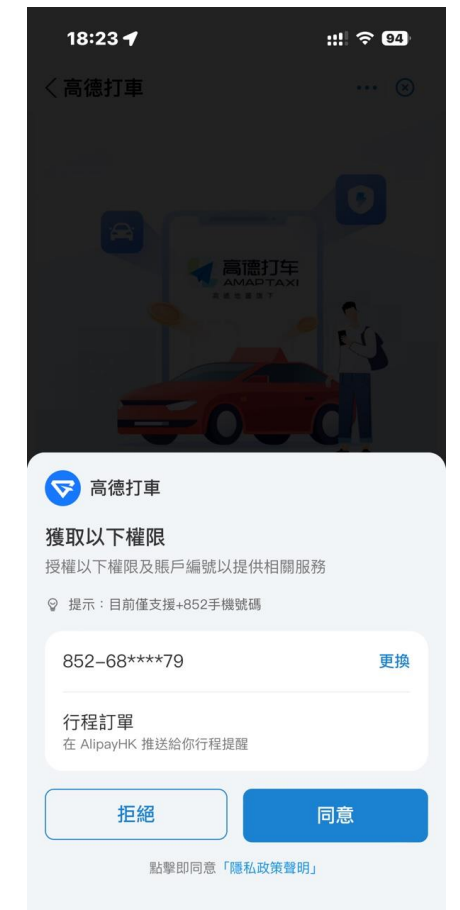 18:23
94
高德打車
高德打车
AMAPTAXI
高德打車
獲取以下權限
授權以下權限及賬戶編號以提供相關服務
提示：目前僅支援+852手機號碼
852–68****79
更換
行程訂單
在 AlipayHK 推送給你行程提醒
拒絕
同意
點擊即同意「隱私政策聲明」